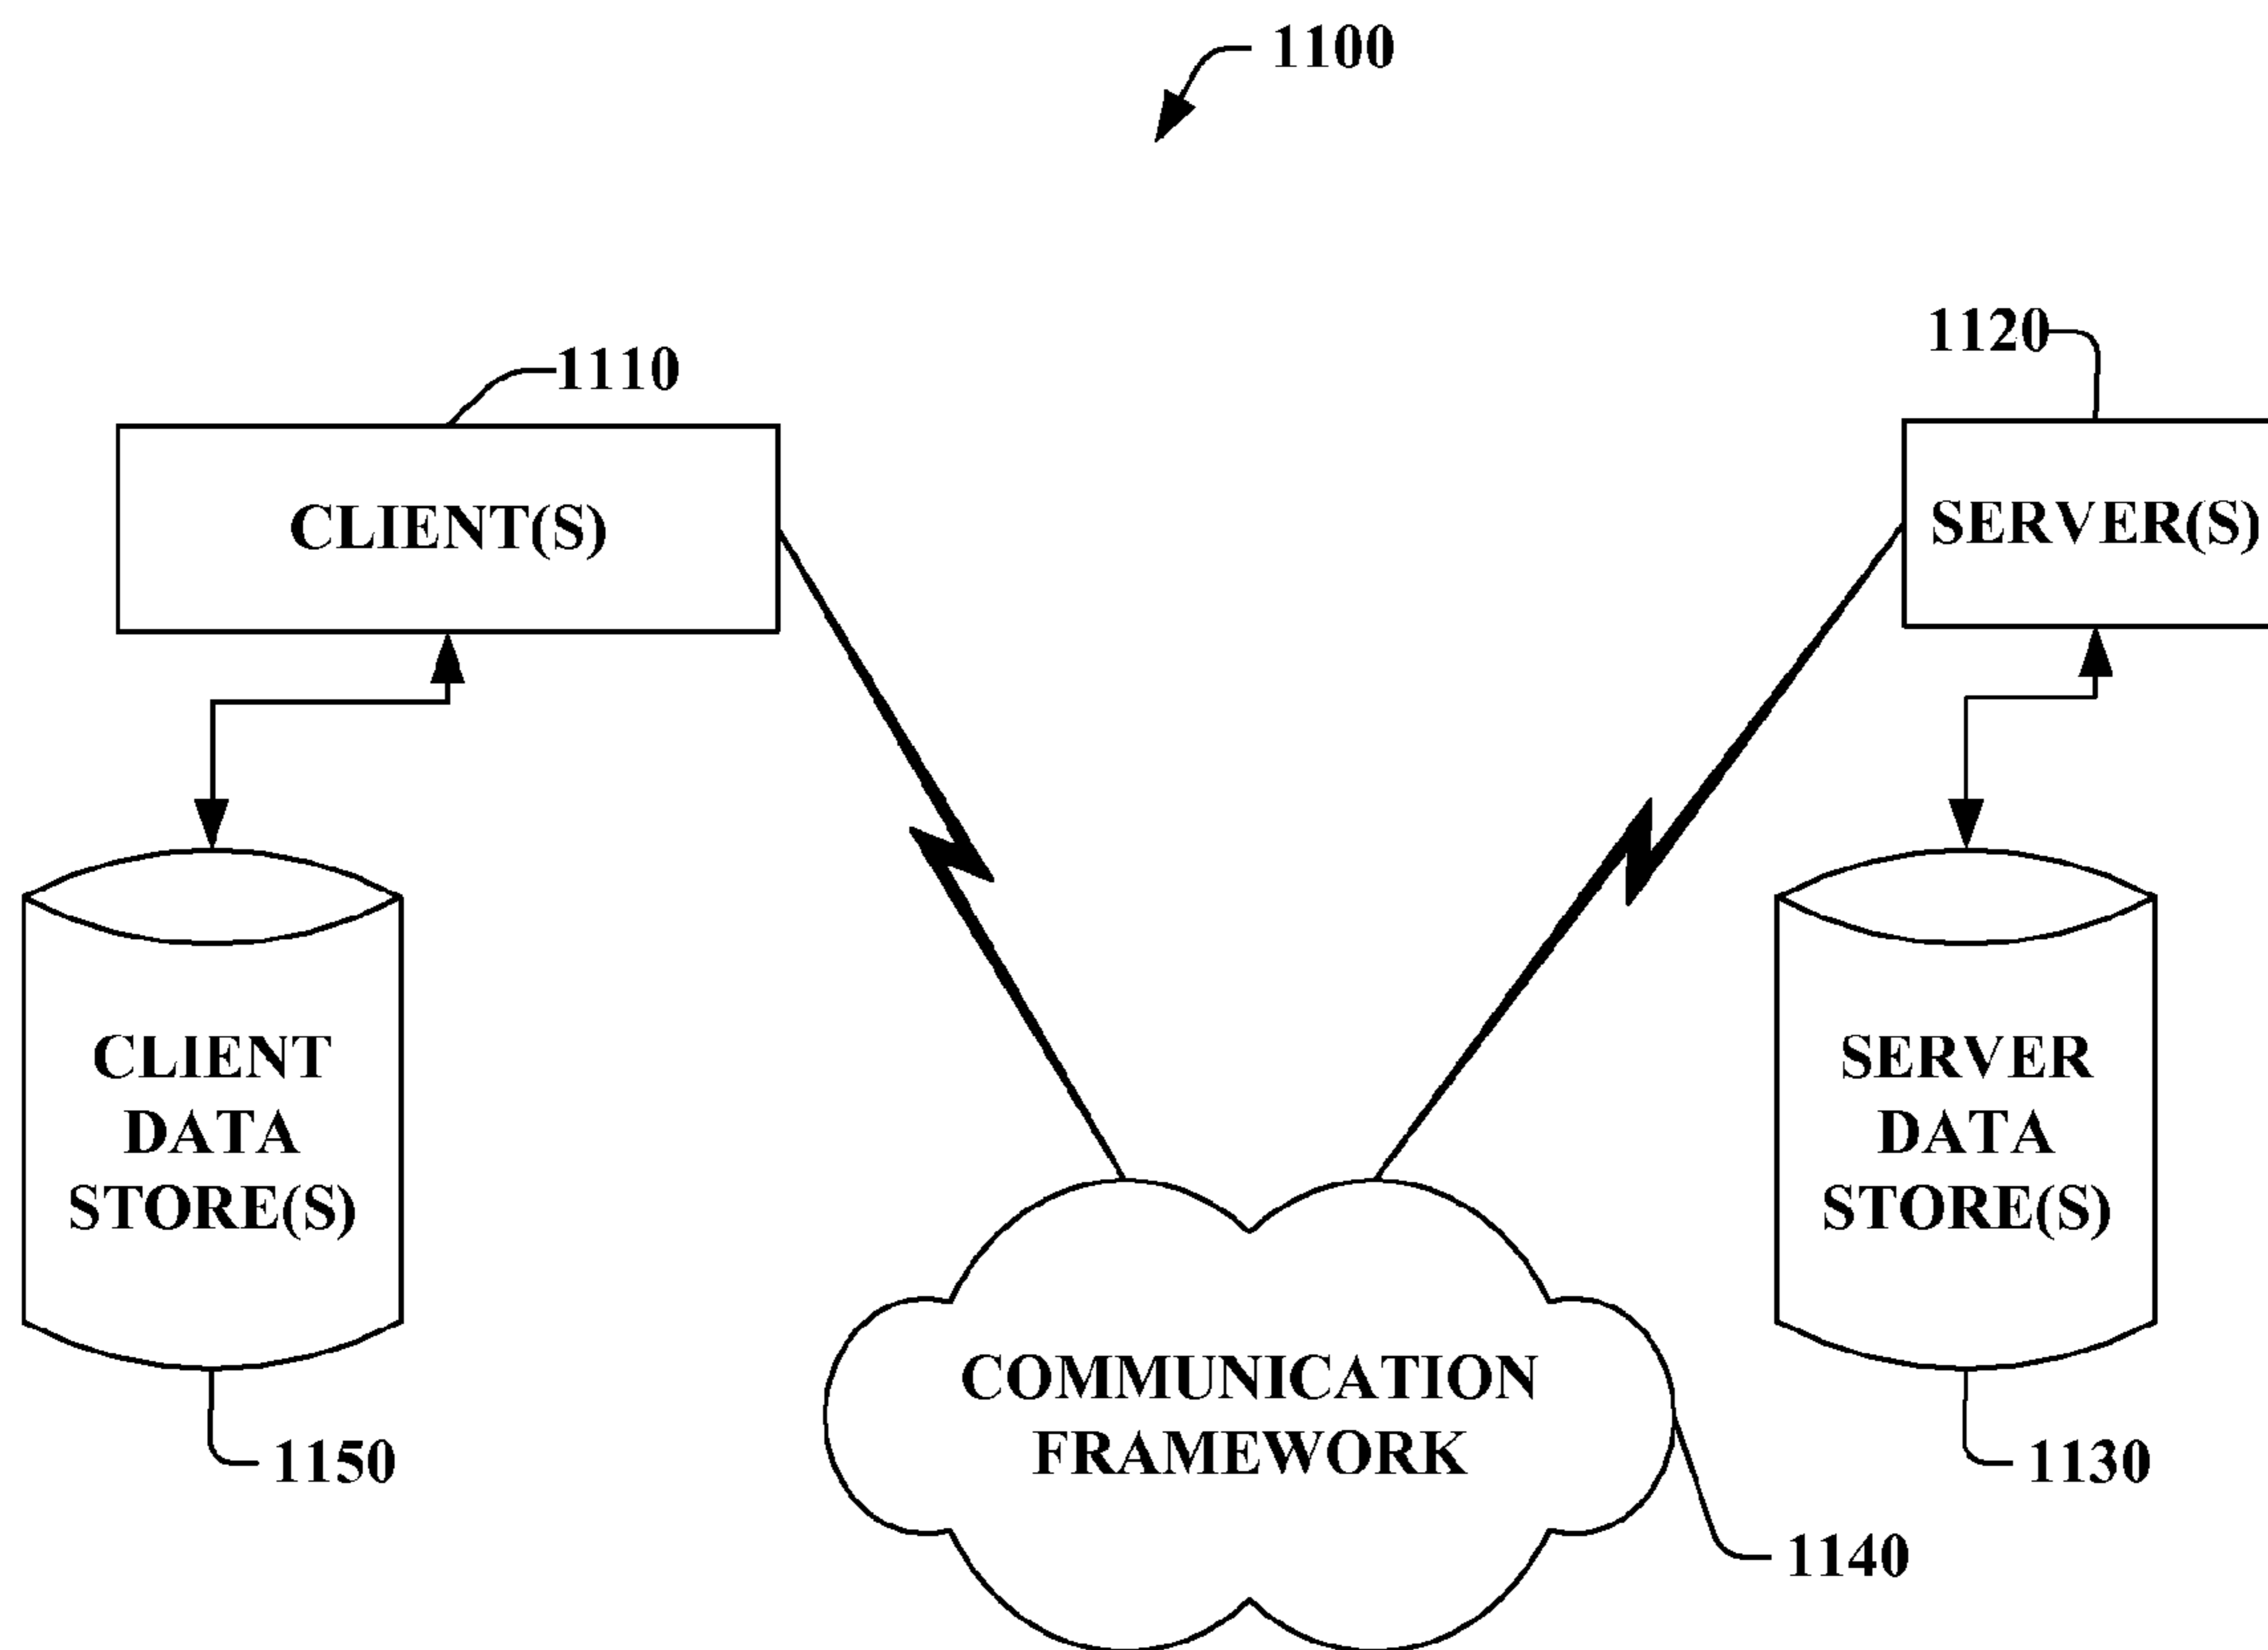 1100
1120
1110
CLIENT(S)
SERVER(S)
CLIENT
DATA
STORE(S)
SERVER
DATA
STORE(S)
COMMUNICATION
FRAMEWORK
1150
1130
1140